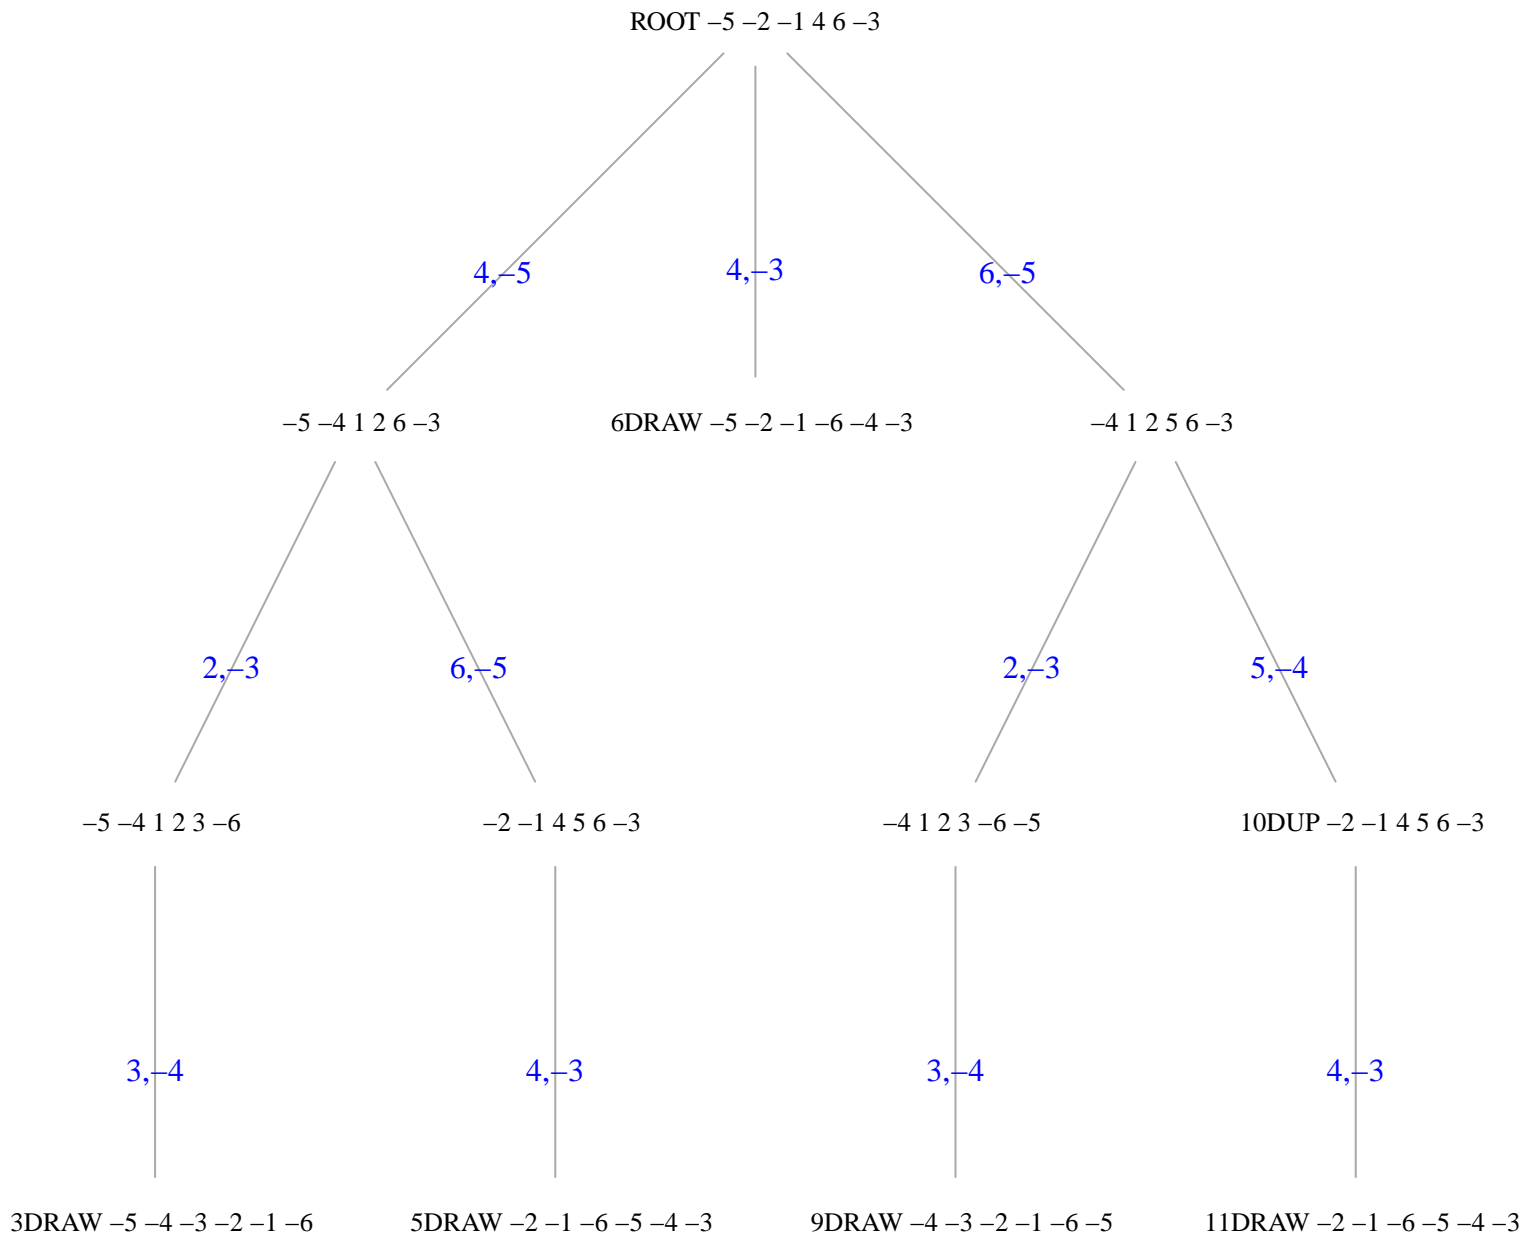 ROOT –5 –2 –1 4 6 –3
4,–5
4,–3
6,–5
–5 –4 1 2 6 –3
6DRAW –5 –2 –1 –6 –4 –3
–4 1 2 5 6 –3
2,–3
6,–5
2,–3
5,–4
–5 –4 1 2 3 –6
–2 –1 4 5 6 –3
–4 1 2 3 –6 –5
10DUP –2 –1 4 5 6 –3
3,–4
4,–3
3,–4
4,–3
3DRAW –5 –4 –3 –2 –1 –6
5DRAW –2 –1 –6 –5 –4 –3
9DRAW –4 –3 –2 –1 –6 –5
11DRAW –2 –1 –6 –5 –4 –3